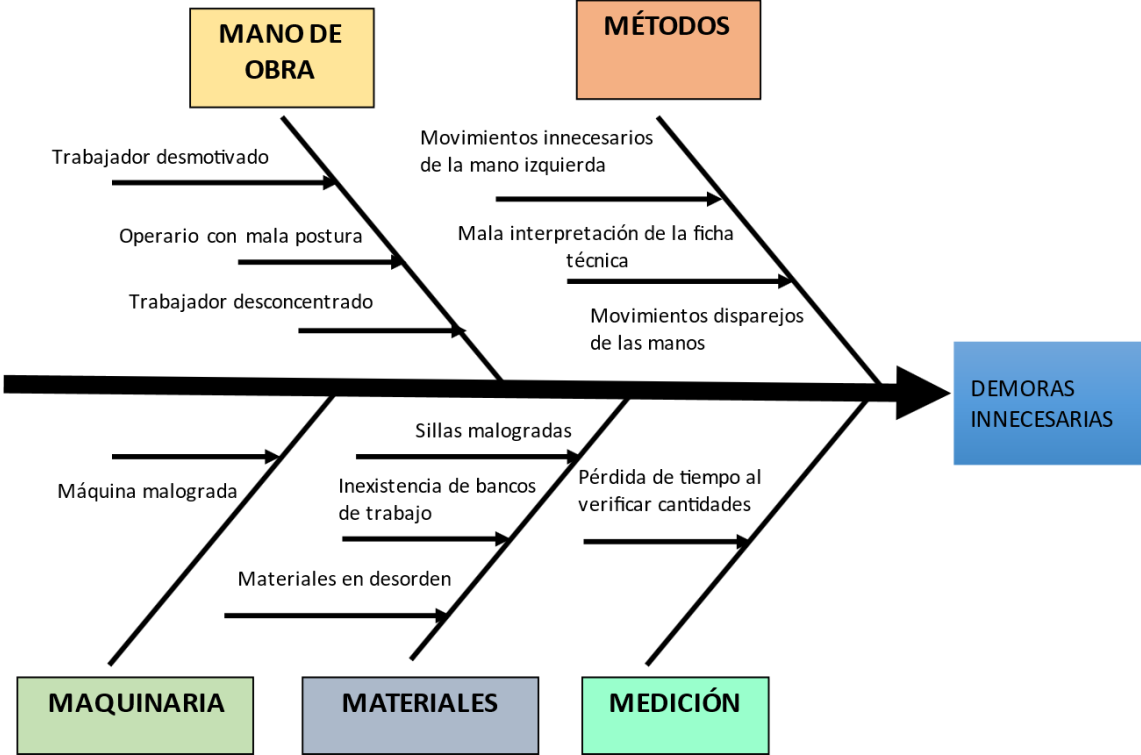 MANO DE
OBRA
MÉTODOS
Trabajador desmotivado
Operario con mala postura
Trabajador desconcentrado
Movimientos innecesarios
de la mano izquierda
Mala interpretación de la ficha
técnica
Movimientos disparejos
de las manos
DEMORAS
INNECESARIAS
Máquina malograda
Sillas malogradas
Inexistencia de bancos
de trabajo
Materiales en desorden
Pérdida de tiempo al
verificar cantidades
MAQUINARIA
MATERIALES
MEDICIÓN